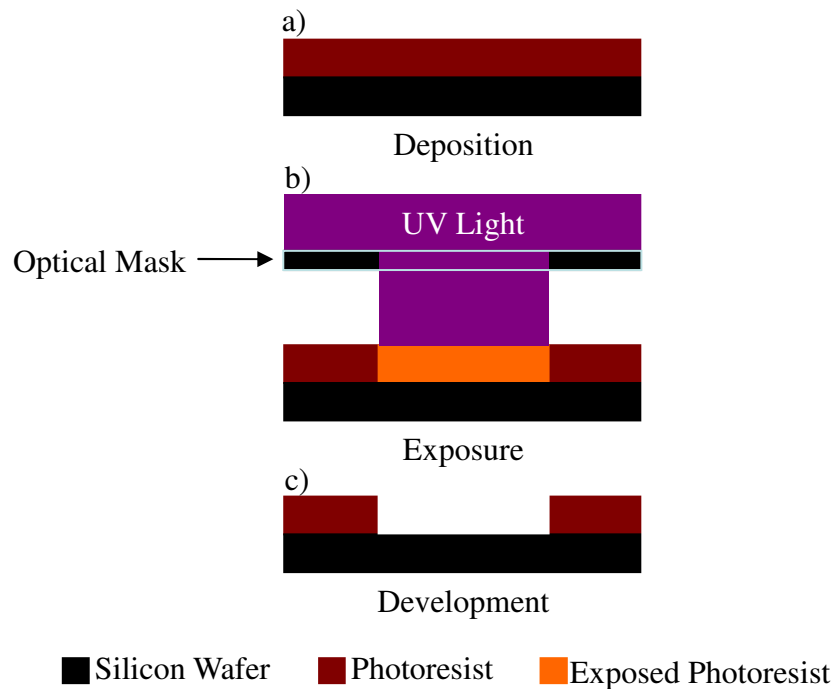 a)
Deposition
b)
UV Light
Optical Mask
Exposure
c)
Development
Silicon Wafer
Photoresist
Exposed Photoresist